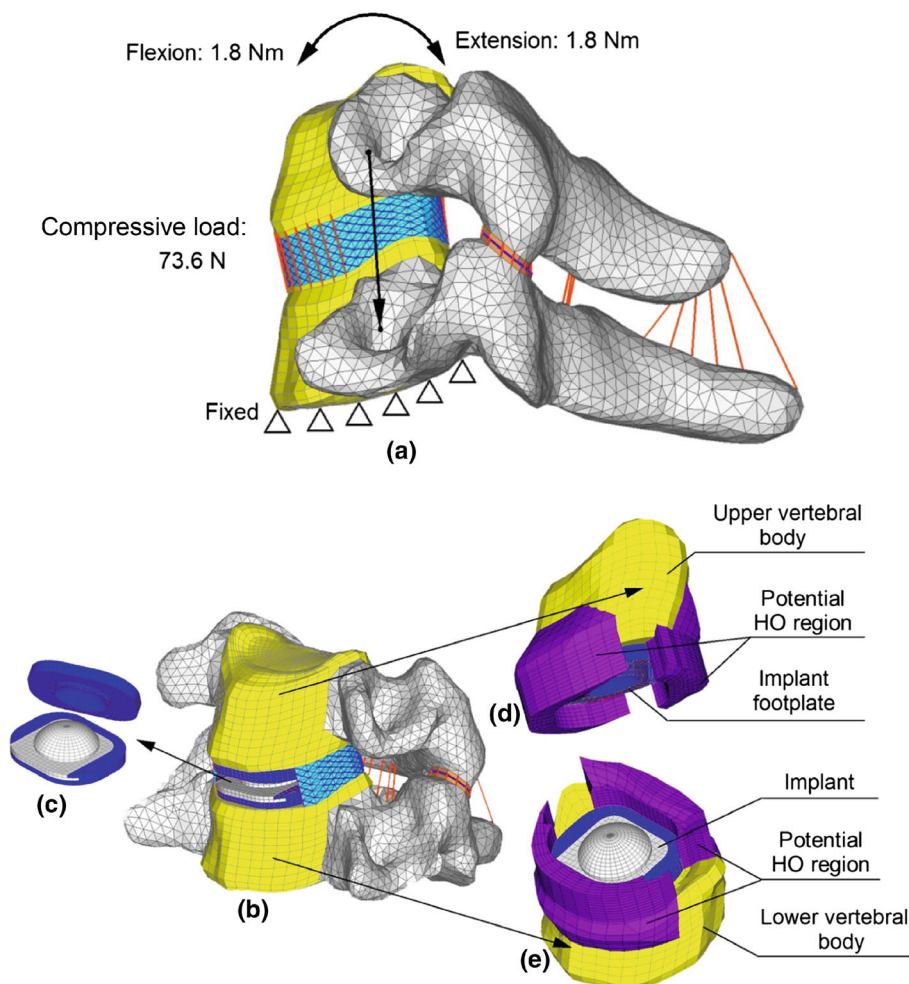 Flexion: 1.8 Nm
Extension: 1.8 Nm
Compressive load:
73.6 N
Fixed
(a)
Upper vertebral
body
Potential
HO region
Implant
footplate
(d)
(c)
(b)
Implant
Potential
HO region
Lower vertebral
body
(e)